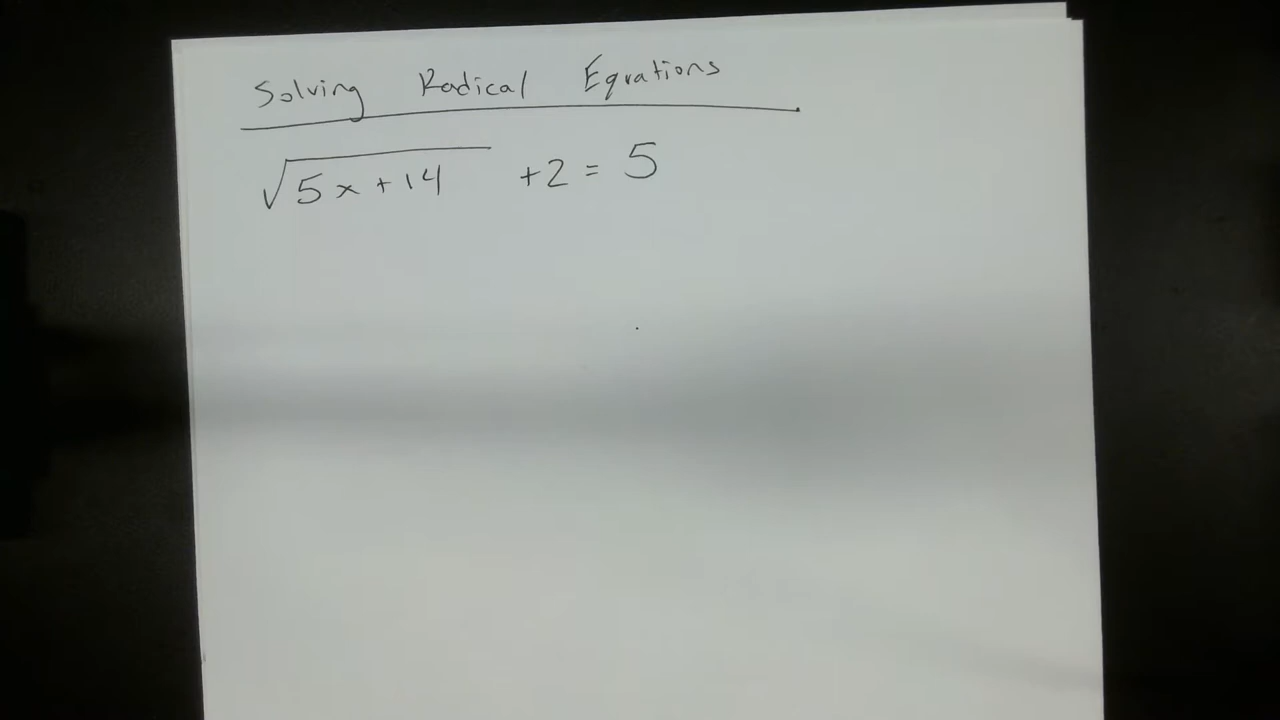 Solving Radical Equations
√5x+14 +2 = 5